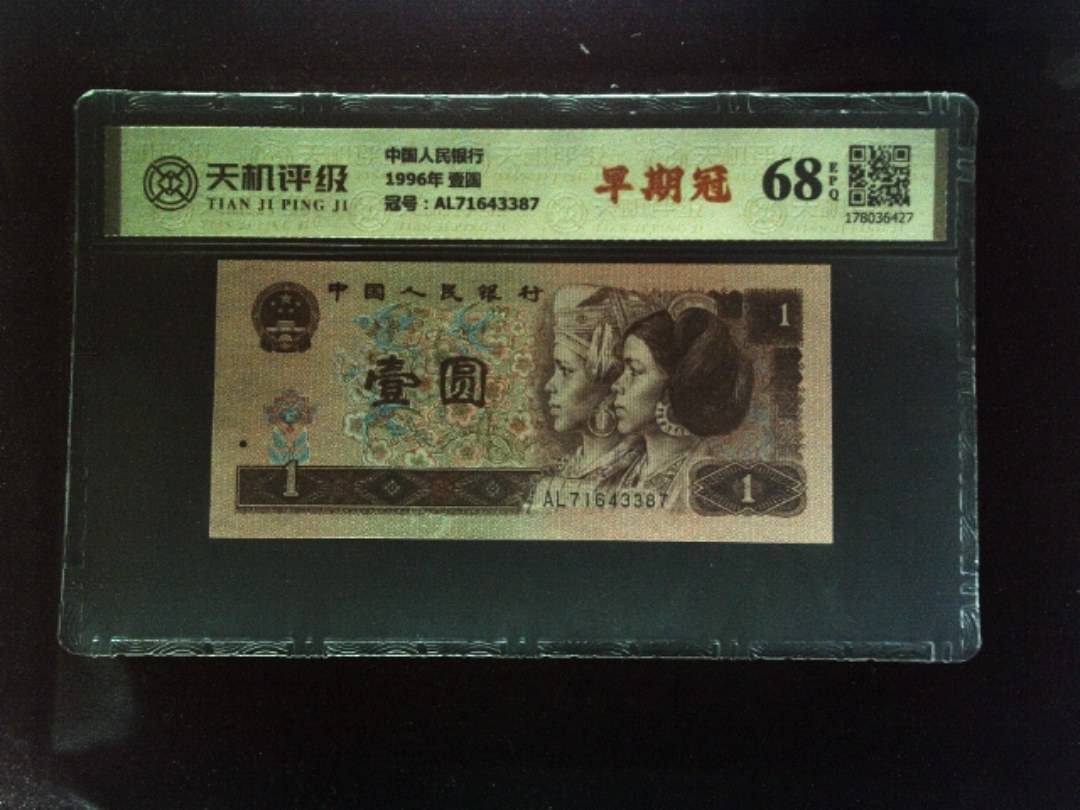 天机评级
TIAN JI PING JI
中国人民银行
1996年 壹圆
冠号：AL71643387
早期冠
68
EPQ
178036427
中国人民银行
1
壹圆
1
AL71643387
1